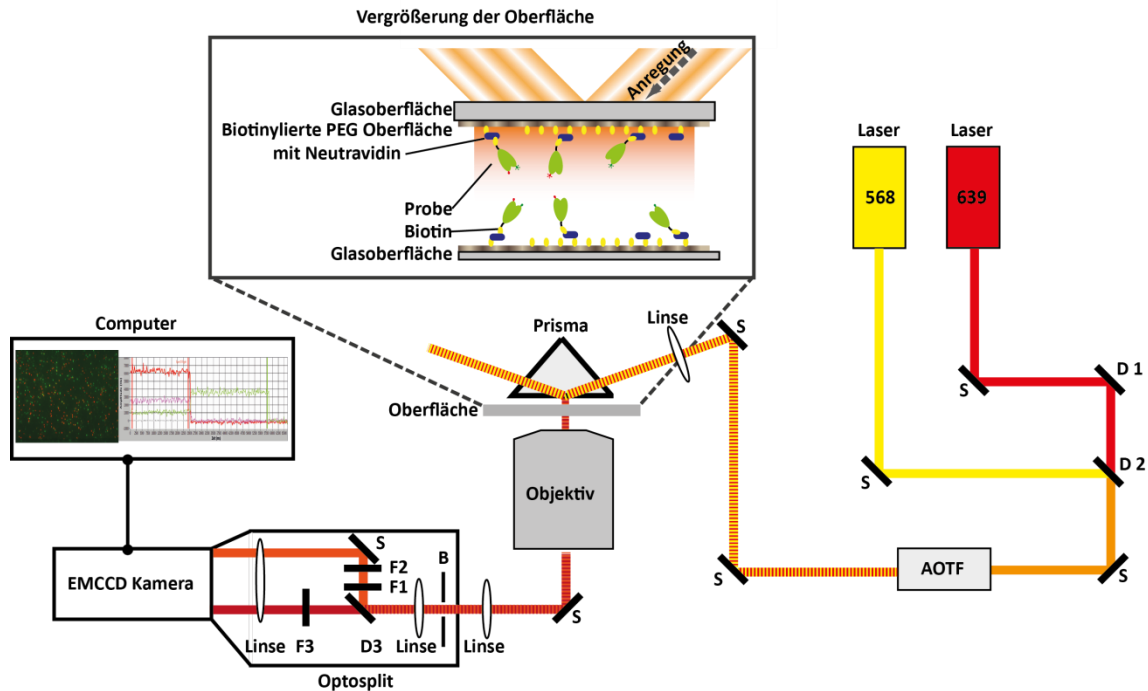 Vergrößerung der Oberfläche
Anregung
Glasoberfläche
Biotinylierte PEG Oberfläche
mit Neutravidin
Probe
Biotin
Glasoberfläche
Laser
Laser
568
639
Computer
Prisma
Linse
S
D 1
S
Oberfläche
D 2
S
Objektiv
S
B
F2
F1
EMCCD Kamera
AOTF
S
S
S
Linse
F3
D3
Linse
Linse
Optosplit